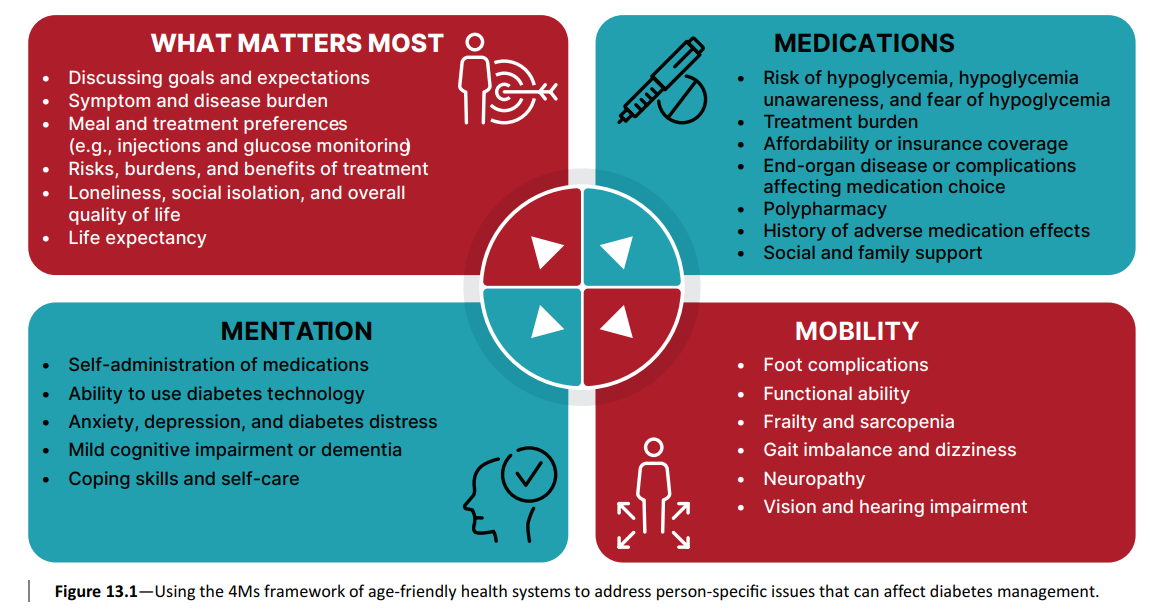 WHAT MATTERS MOST
• Discussing goals and expectations
• Symptom and disease burden
• Meal and treatment preferences
(e.g., injections and glucose monitoring)
• Risks, burdens, and benefits of treatment
• Loneliness, social isolation, and overall
quality of life
• Life expectancy
MEDICATIONS
• Risk of hypoglycemia, hypoglycemia
unawareness, and fear of hypoglycemia
• Treatment burden
• Affordability or insurance coverage
• End-organ disease or complications
affecting medication choice
• Polypharmacy
• History of adverse medication effects
• Social and family support
MENTATION
• Self-administration of medications
• Ability to use diabetes technology
• Anxiety, depression, and diabetes distress
• Mild cognitive impairment or dementia
• Coping skills and self-care
MOBILITY
• Foot complications
• Functional ability
• Frailty and sarcopenia
• Gait imbalance and dizziness
• Neuropathy
• Vision and hearing impairment
Figure 13.1—Using the 4Ms framework of age-friendly health systems to address person-specific issues that can affect diabetes management.